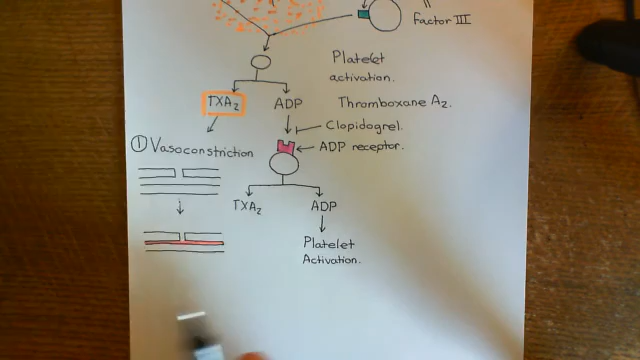 factor III
Platelet
activation.
TXA₂
ADP
Thromboxane A₂.
Clopidogrel.
① Vasoconstriction
ADP receptor.
TXA₂
ADP
Platelet
Activation.